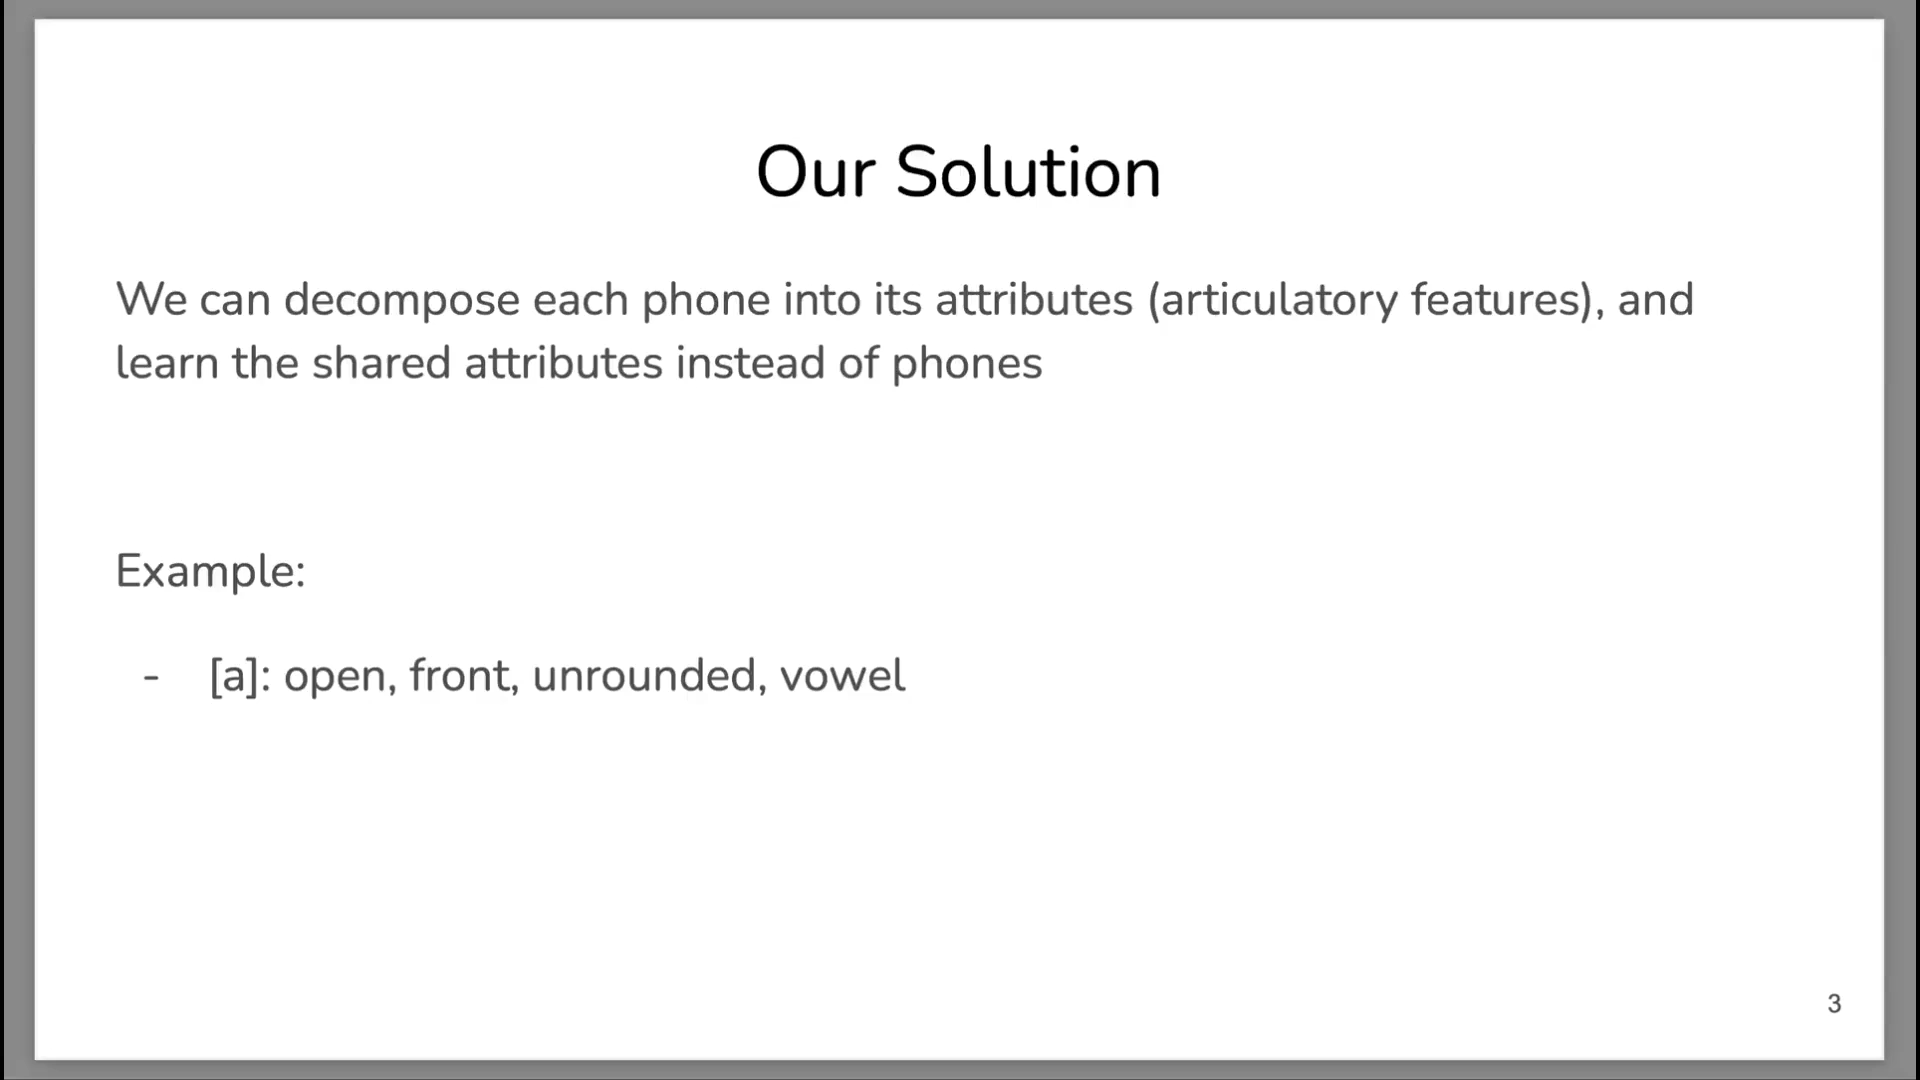 Our Solution
We can decompose each phone into its attributes (articulatory features), and
learn the shared attributes instead of phones
Example:
- [a]: open, front, unrounded, vowel
3